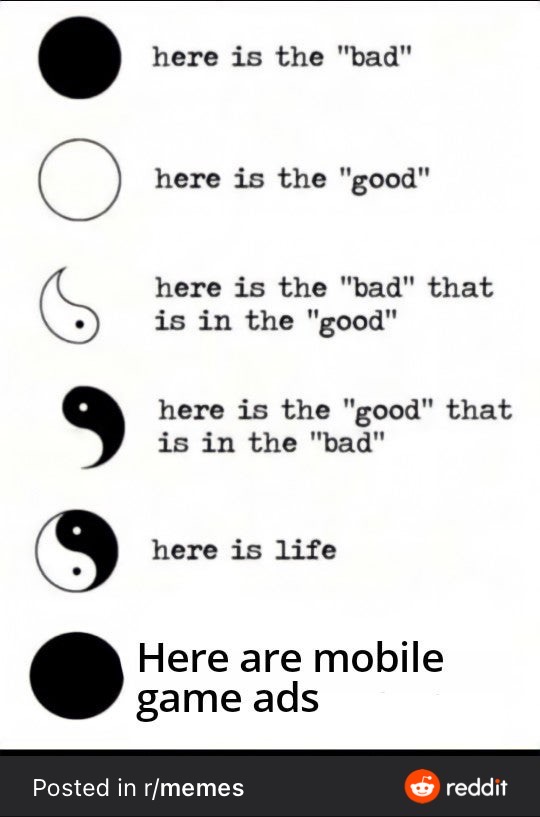 here is the "bad"
here is the "good"
here is the "bad" that
is in the "good"
here is the "good" that
is in the "bad"
here is life
Here are mobile
game ads
Posted in r/memes
reddit